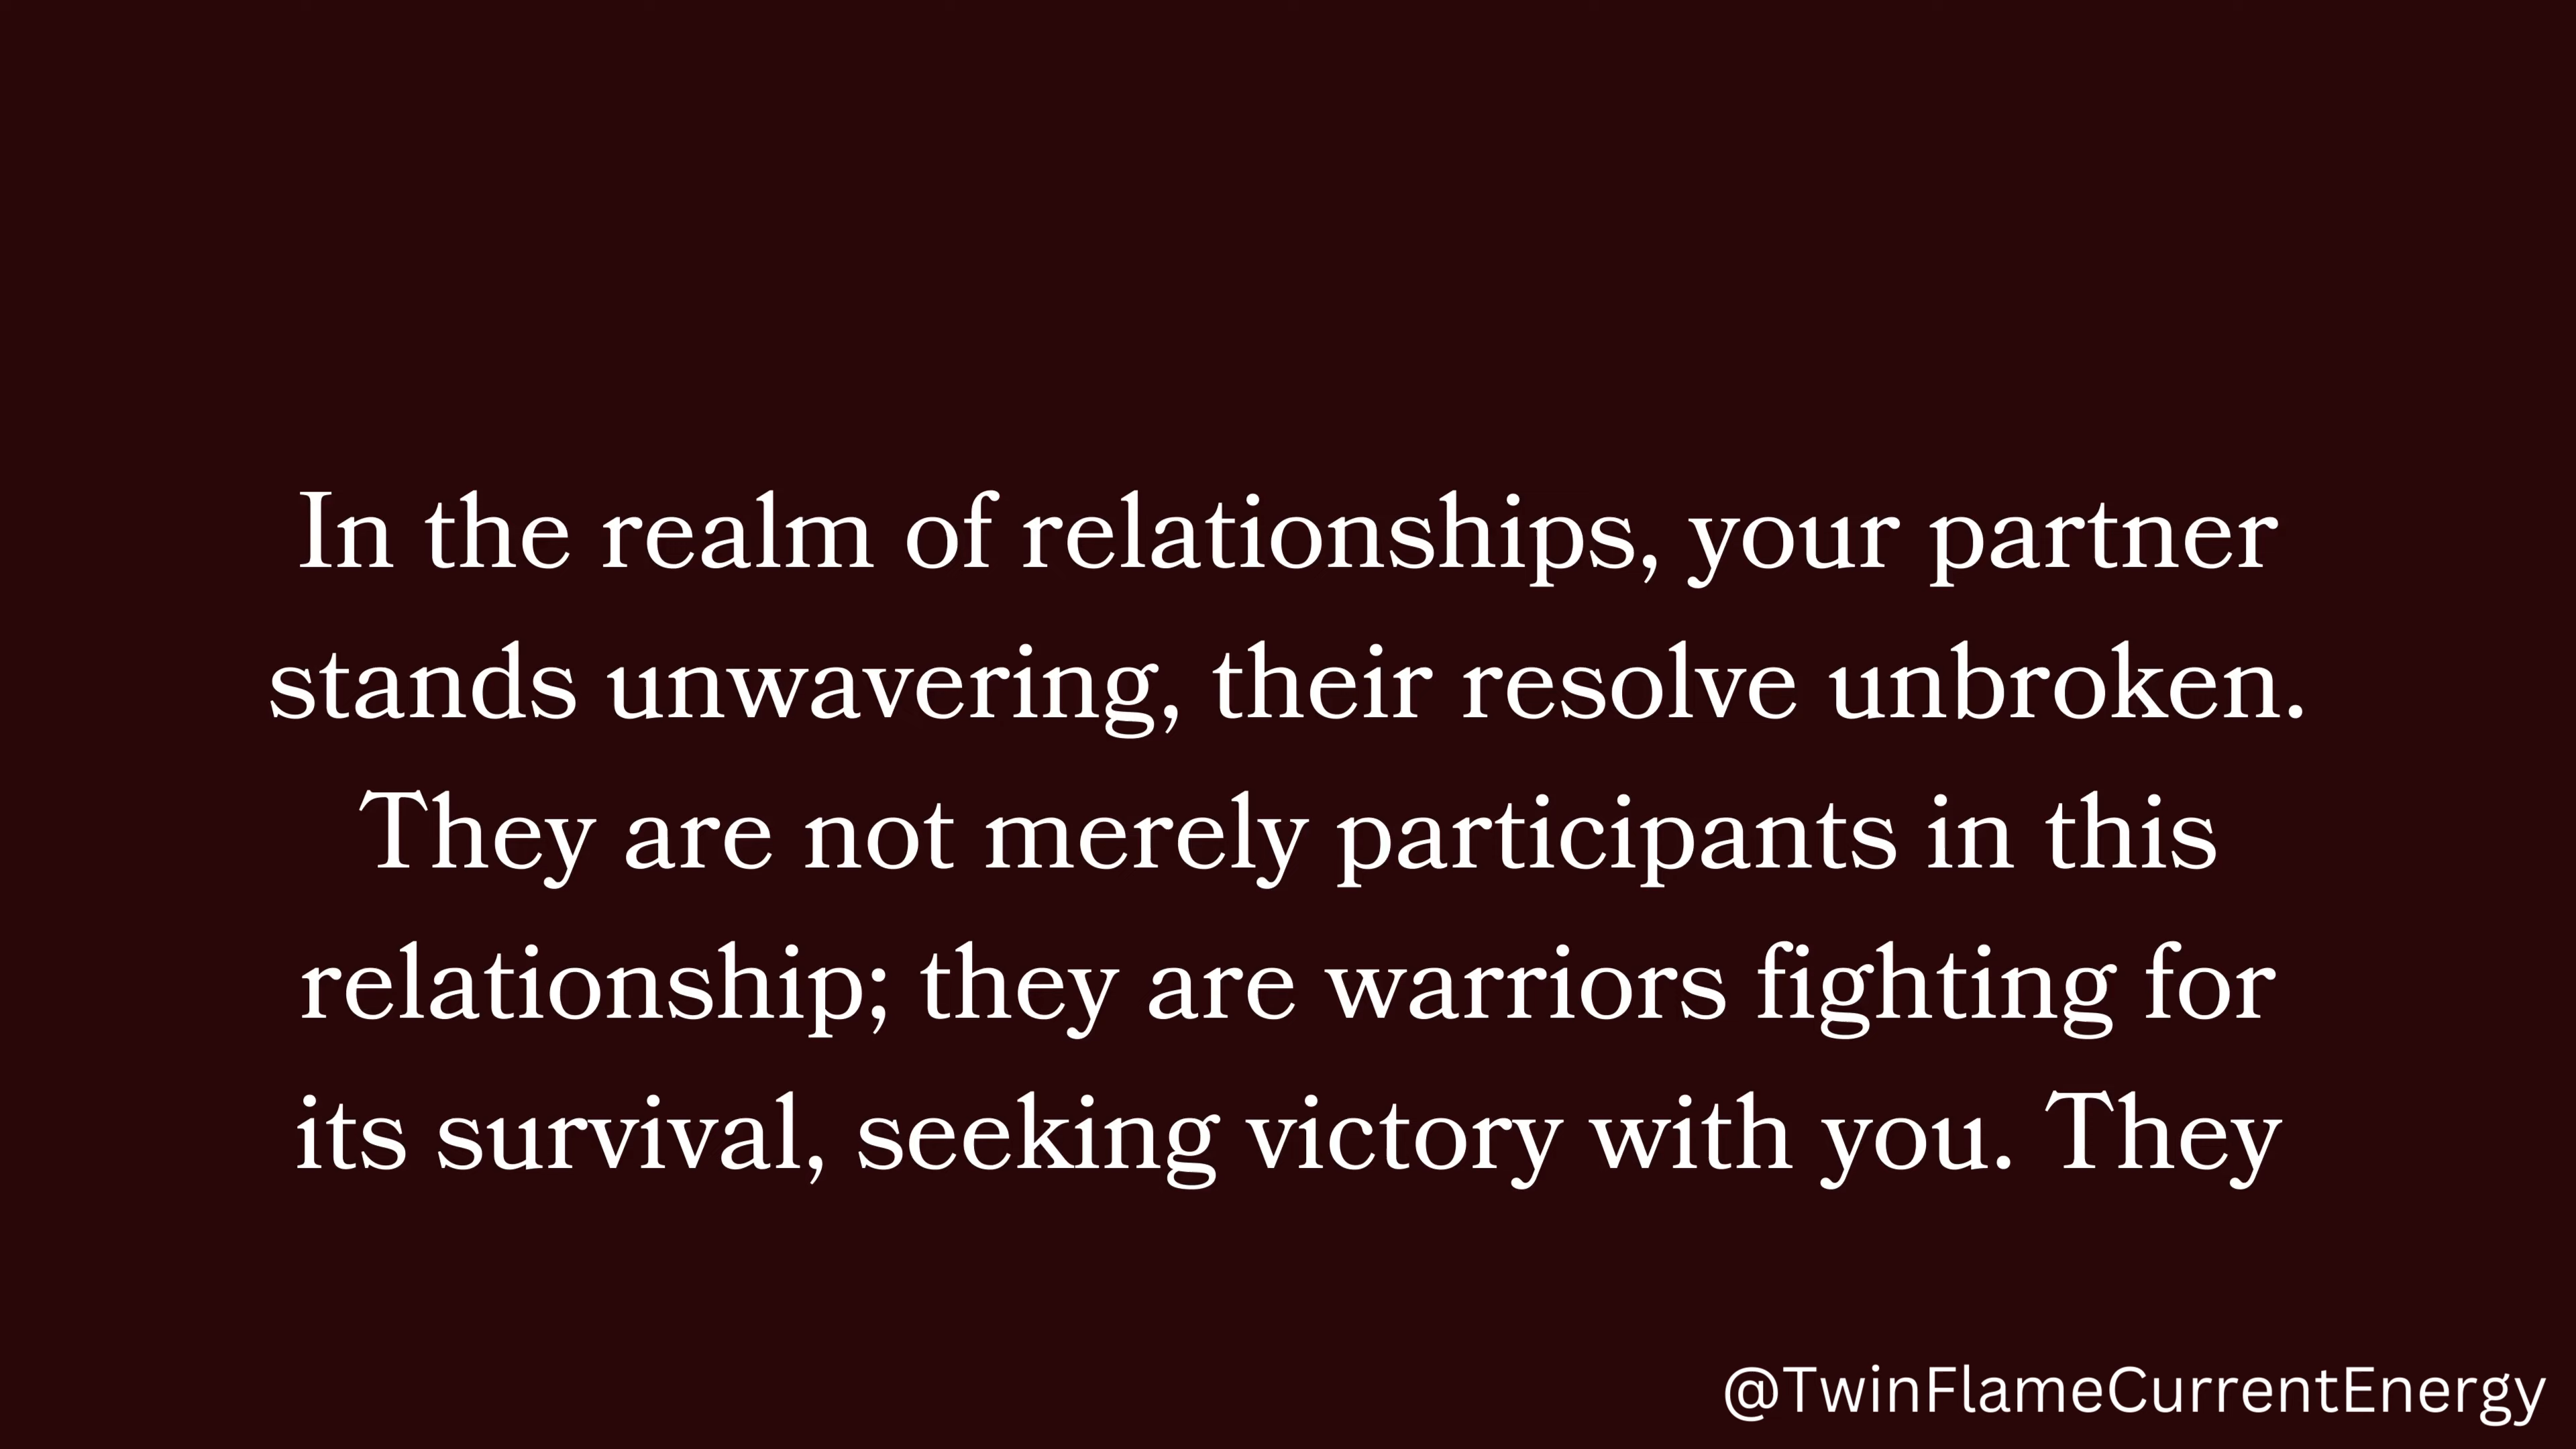 In the realm of relationships, your partner
stands unwavering, their resolve unbroken.
They are not merely participants in this
relationship; they are warriors fighting for
its survival, seeking victory with you. They
@TwinFlameCurrentEnergy